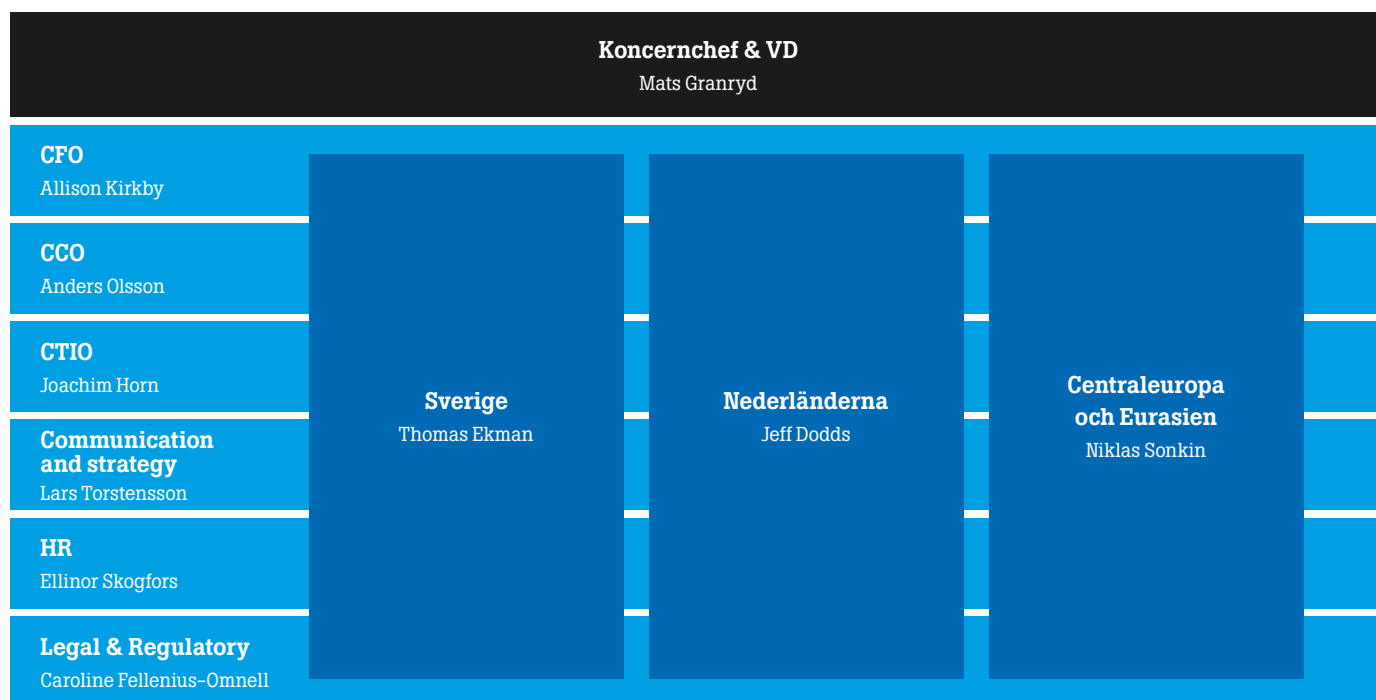 Koncernchef & VD
Mats Granryd
CFO
Allison Kirkby
CCO
Anders Olsson
CTIO
Joachim Horn
Communication
and strategy
Lars Torstensson
HR
Ellinor Skogfors
Legal & Regulatory
Caroline Fellenius-Omnell
Sverige
Thomas Ekman
Nederländerna
Jeff Dodds
Centraleuropa
och Eurasien
Niklas Sonkin